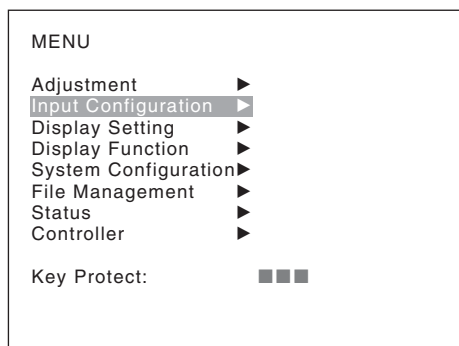 MENU
Adjustment ▶
Input Configuration ▶
Display Setting ▶
Display Function ▶
System Configuration▶
File Management ▶
Status ▶
Controller ▶
Key Protect: ■■■